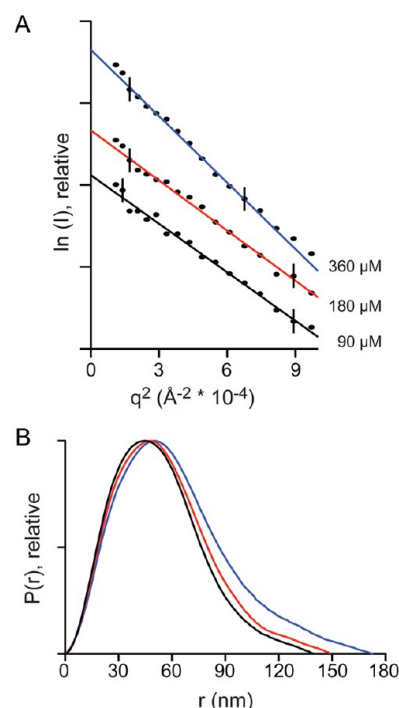 A
ln (I), relative
360 μM
180 μM
90 μM
0 3 6 9
q² (Å⁻² * 10⁻⁴)
B
P(r), relative
0 30 60 90 120 150 180
r (nm)